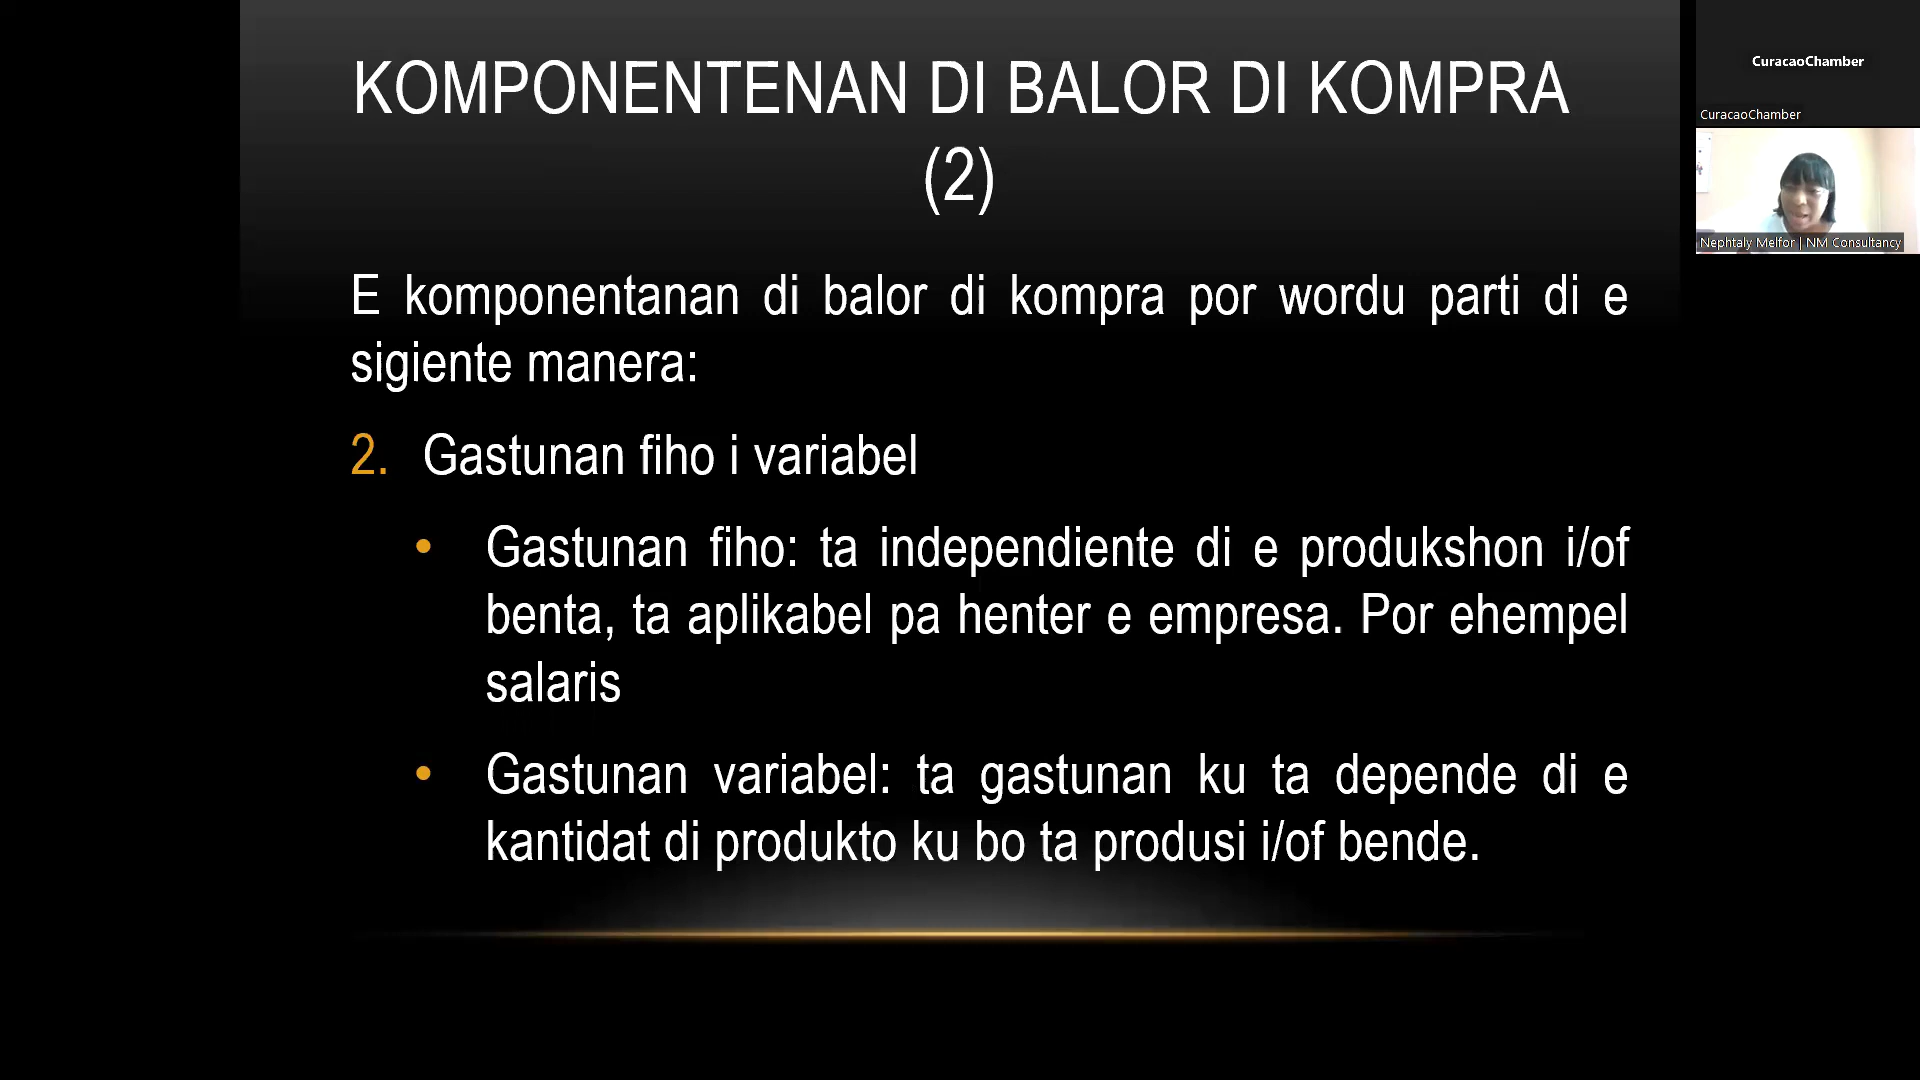 KOMPONENTENAN DI BALOR DI KOMPRA
(2)
E komponentanan di balor di kompra por wordu parti di e
sigiente manera:
2. Gastunan fiho i variabel
• Gastunan fiho: ta independiente di e produkshon i/of
benta, ta aplikabel pa henter e empresa. Por ehempel
salaris
• Gastunan variabel: ta gastunan ku ta depende di e
kantidat di produkto ku bo ta produsi i/of bende.
CuracaoChamber
CuracaoChamber
Nephtaly Melfor | NM Consultancy